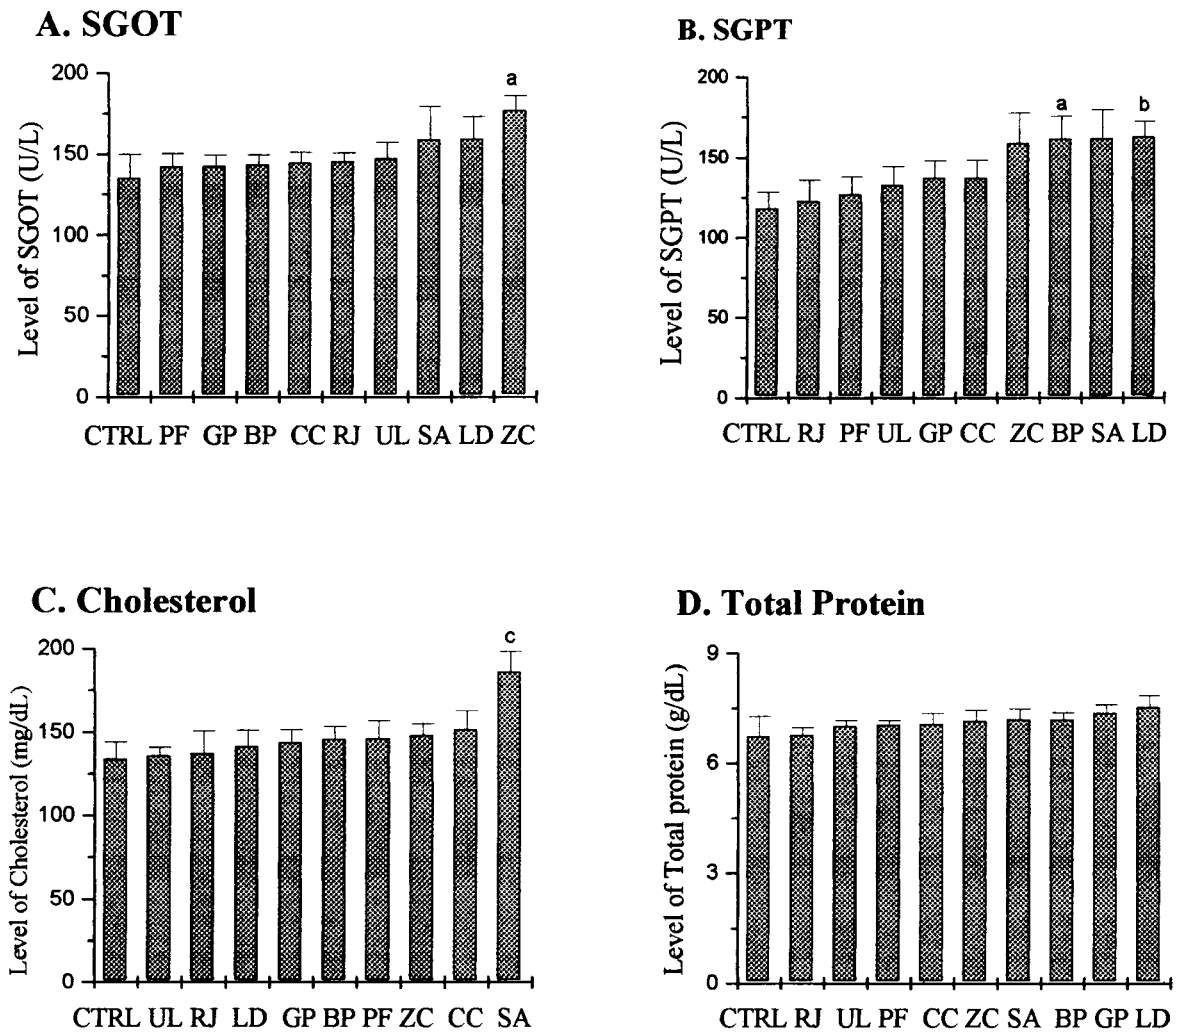 A. SGOT
200
150
100
50
0
Level of SGOT (U/L)
a
CTRL PF GP BP CC RJ UL SA LD ZC
B. SGPT
200
150
100
50
0
Level of SGPT (U/L)
a
b
CTRL RJ PF UL GP CC ZC BP SA LD
C. Cholesterol
200
150
100
50
0
Level of Cholesterol (mg/dL)
c
CTRL UL RJ LD GP BP PF ZC CC SA
D. Total Protein
9
6
3
0
Level of Total protein (g/dL)
CTRL RJ UL PF CC ZC SA BP GP LD